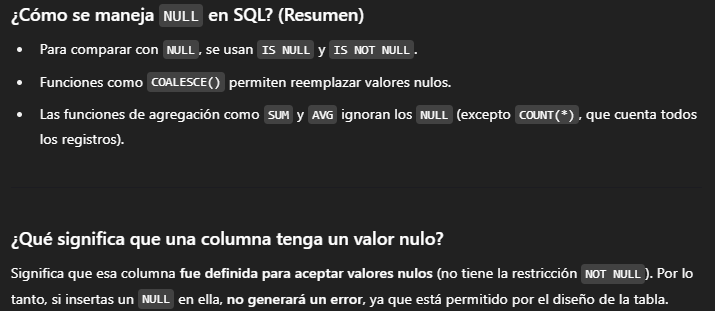 ¿Cómo se maneja NULL en SQL? (Resumen)
• Para comparar con NULL, se usan IS NULL y IS NOT NULL.
• Funciones como COALESCE() permiten reemplazar valores nulos.
• Las funciones de agregación como SUM y AVG ignoran los NULL (excepto COUNT(*), que cuenta todos
los registros).
¿Qué significa que una columna tenga un valor nulo?
Significa que esa columna fue definida para aceptar valores nulos (no tiene la restricción NOT NULL). Por lo
tanto, si insertas un NULL en ella, no generará un error, ya que está permitido por el diseño de la tabla.